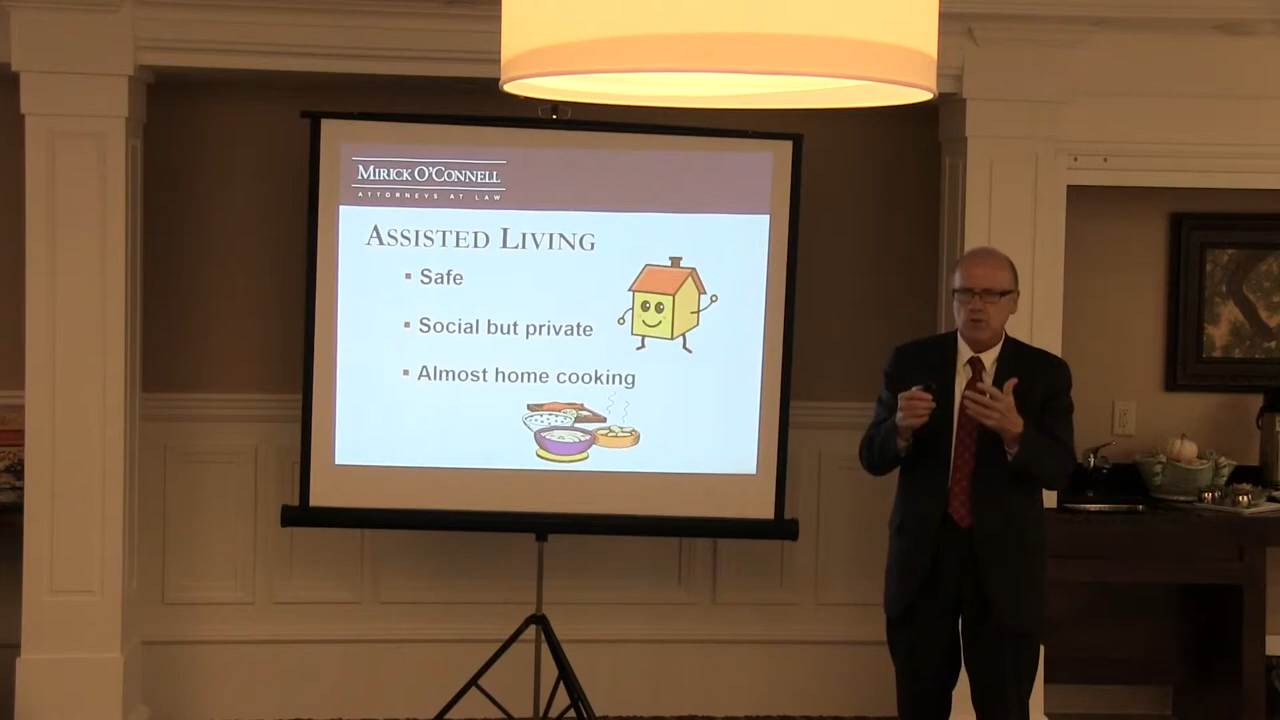 MIRICK O'CONNELL
ATTORNEYS AT LAW
ASSISTED LIVING
▪ Safe
▪ Social but private
▪ Almost home cooking